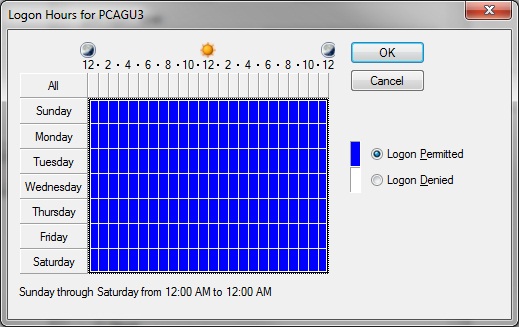 Logon Hours for PCAGU3
12 • 2 • 4 • 6 • 8 • 10 • 12 • 2 • 4 • 6 • 8 • 10 • 12
OK
Cancel
All
Sunday
Monday
Tuesday
Wednesday
Thursday
Friday
Saturday
Logon Permitted
Logon Denied
Sunday through Saturday from 12:00 AM to 12:00 AM